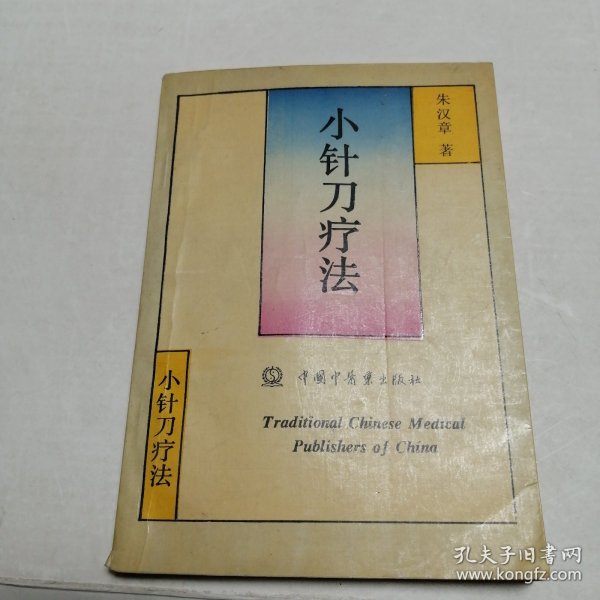 小针刀疗法
朱汉章 著
中国中医药出版社
Traditional Chinese Medical
Publishers of China
小针刀疗法
孔夫子旧书网
www.kongfz.com